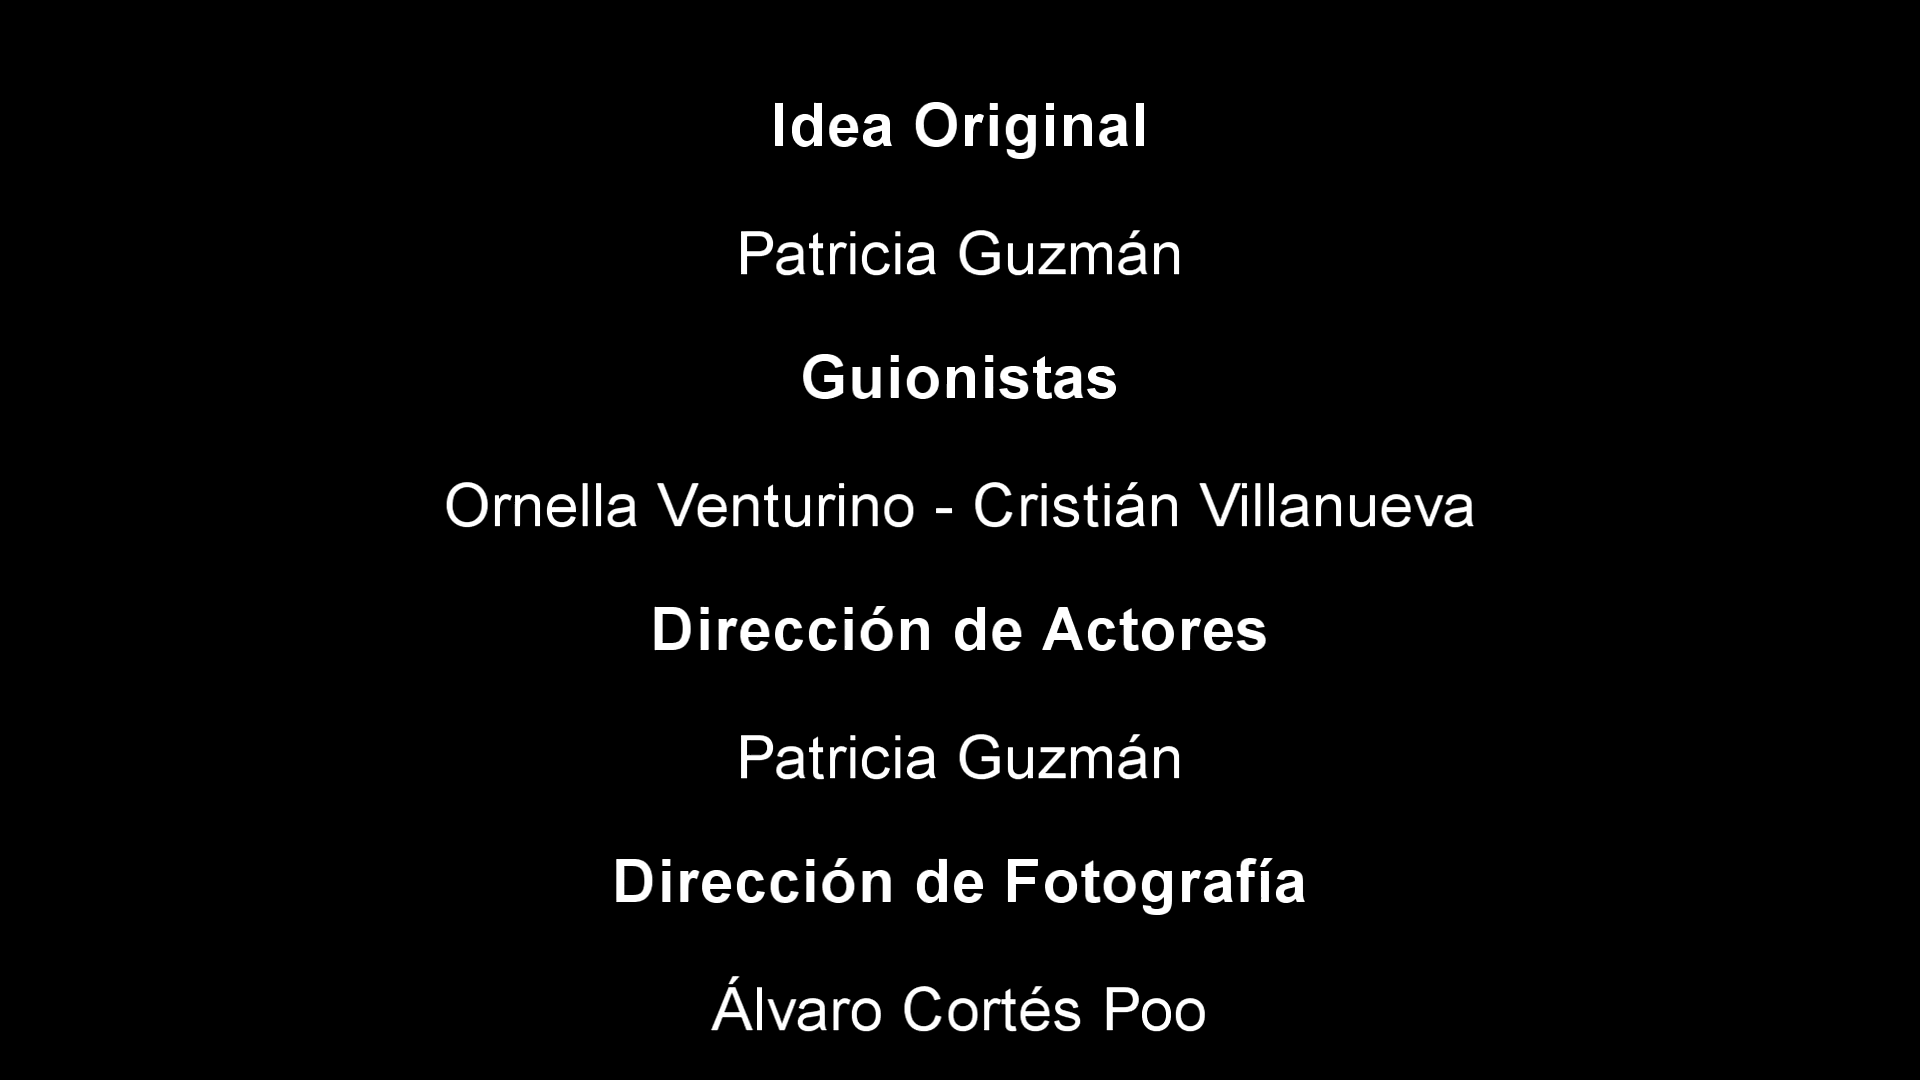 Idea Original
Patricia Guzmán
Guionistas
Ornella Venturino - Cristián Villanueva
Dirección de Actores
Patricia Guzmán
Dirección de Fotografía
Álvaro Cortés Poo